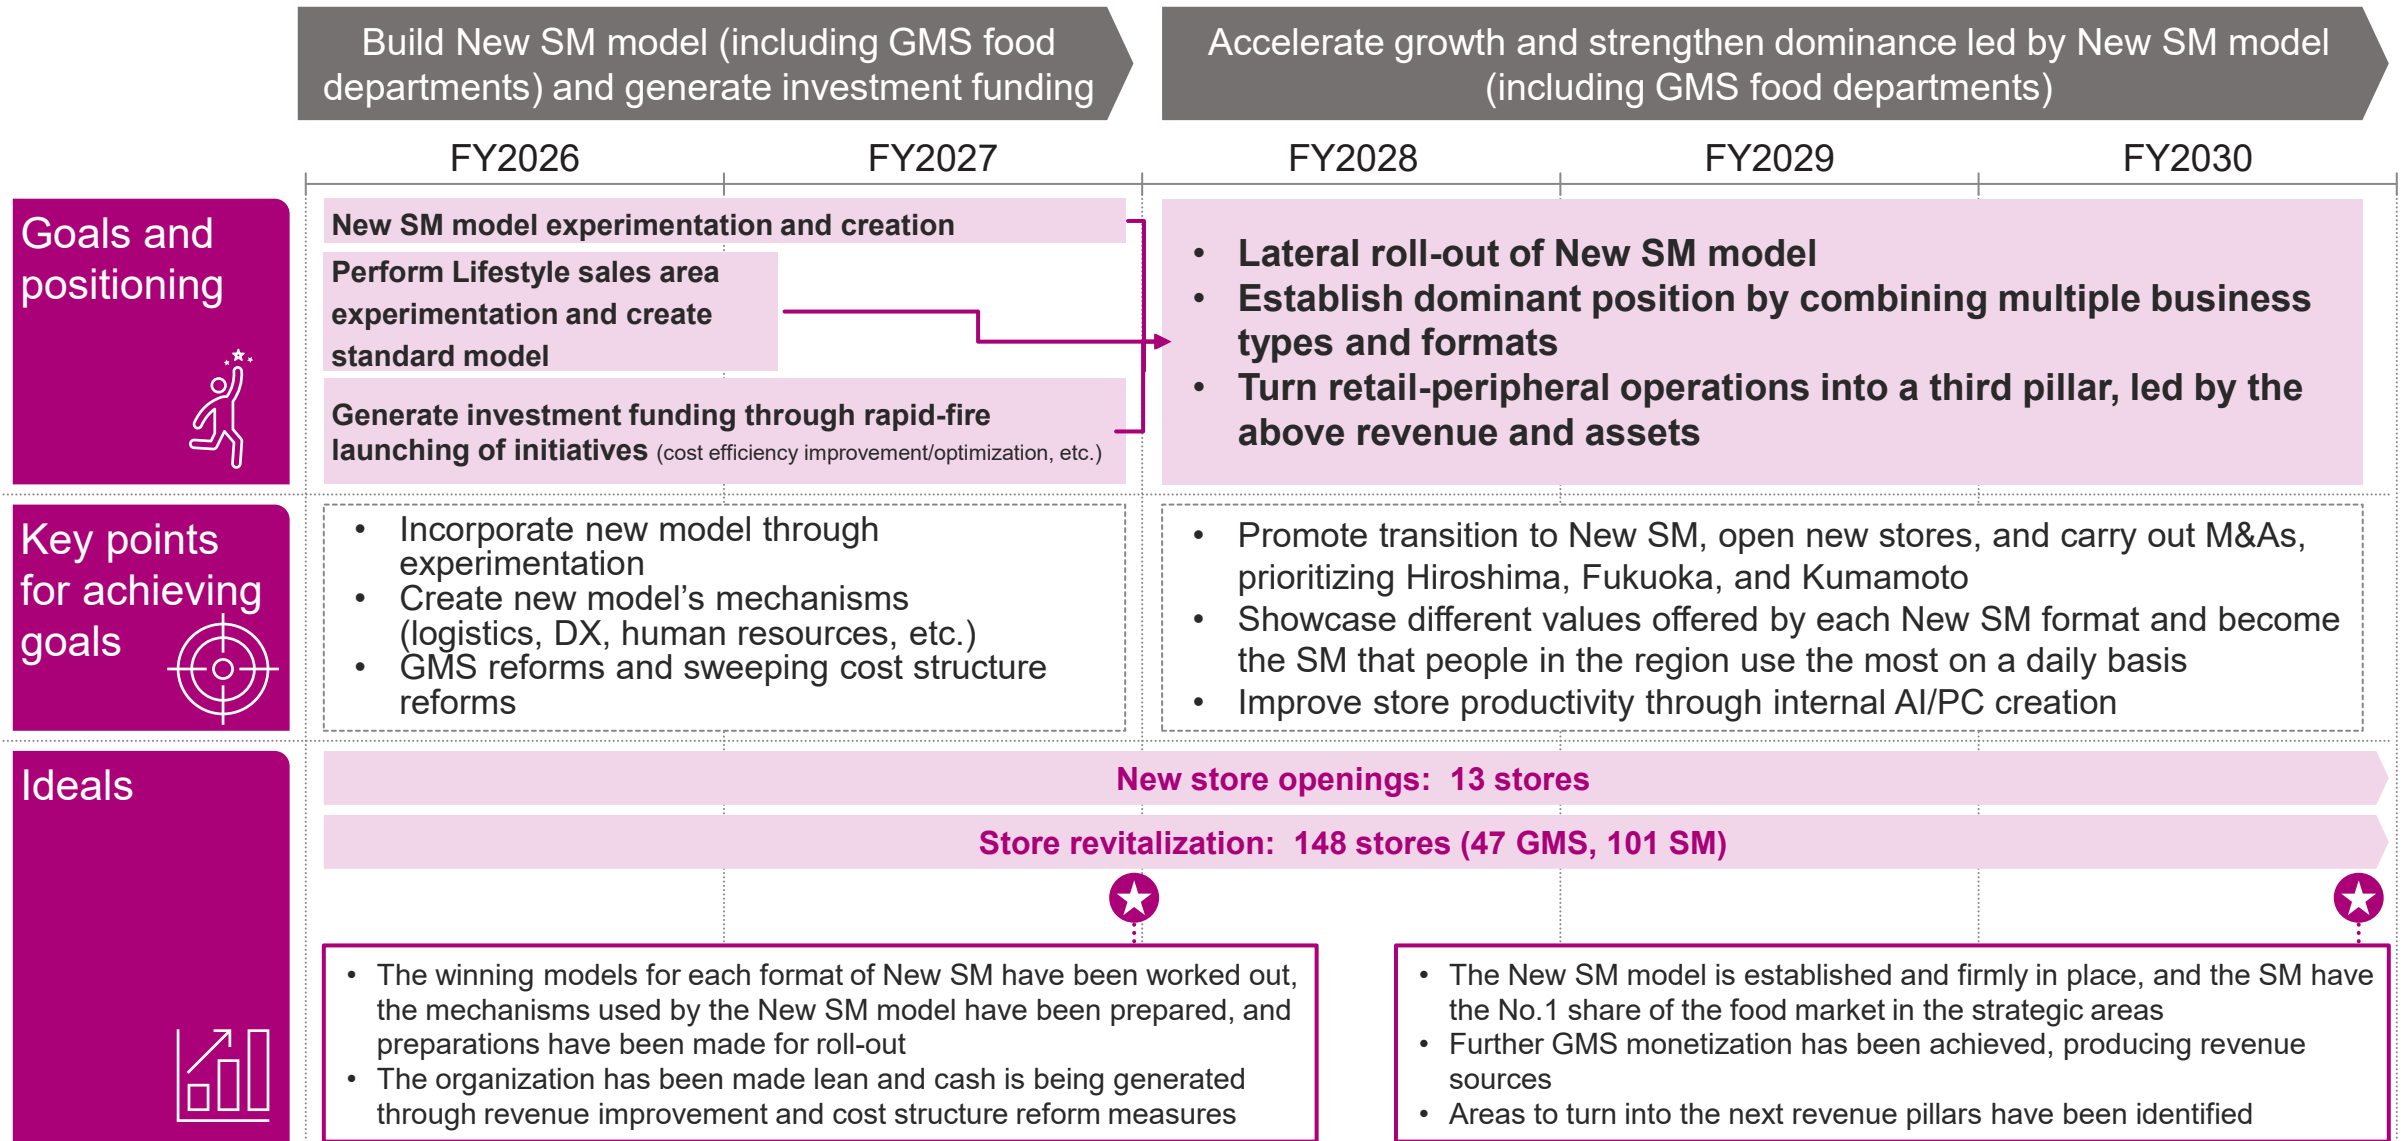 Build New SM model (including GMS food
departments) and generate investment funding
Accelerate growth and strengthen dominance led by New SM model
(including GMS food departments)
FY2026
FY2027
FY2028
FY2029
FY2030
Goals and
positioning
New SM model experimentation and creation
Perform Lifestyle sales area
experimentation and create
standard model
Generate investment funding through rapid-fire
launching of initiatives (cost efficiency improvement/optimization, etc.)
• Lateral roll-out of New SM model
• Establish dominant position by combining multiple business
types and formats
• Turn retail-peripheral operations into a third pillar, led by the
above revenue and assets
Key points
for achieving
goals
• Incorporate new model through
experimentation
• Create new model’s mechanisms
(logistics, DX, human resources, etc.)
• GMS reforms and sweeping cost structure
reforms
• Promote transition to New SM, open new stores, and carry out M&As,
prioritizing Hiroshima, Fukuoka, and Kumamoto
• Showcase different values offered by each New SM format and become
the SM that people in the region use the most on a daily basis
• Improve store productivity through internal AI/PC creation
Ideals
New store openings: 13 stores
Store revitalization: 148 stores (47 GMS, 101 SM)
• The winning models for each format of New SM have been worked out,
the mechanisms used by the New SM model have been prepared, and
preparations have been made for roll-out
• The organization has been made lean and cash is being generated
through revenue improvement and cost structure reform measures
• The New SM model is established and firmly in place, and the SM have
the No.1 share of the food market in the strategic areas
• Further GMS monetization has been achieved, producing revenue
sources
• Areas to turn into the next revenue pillars have been identified